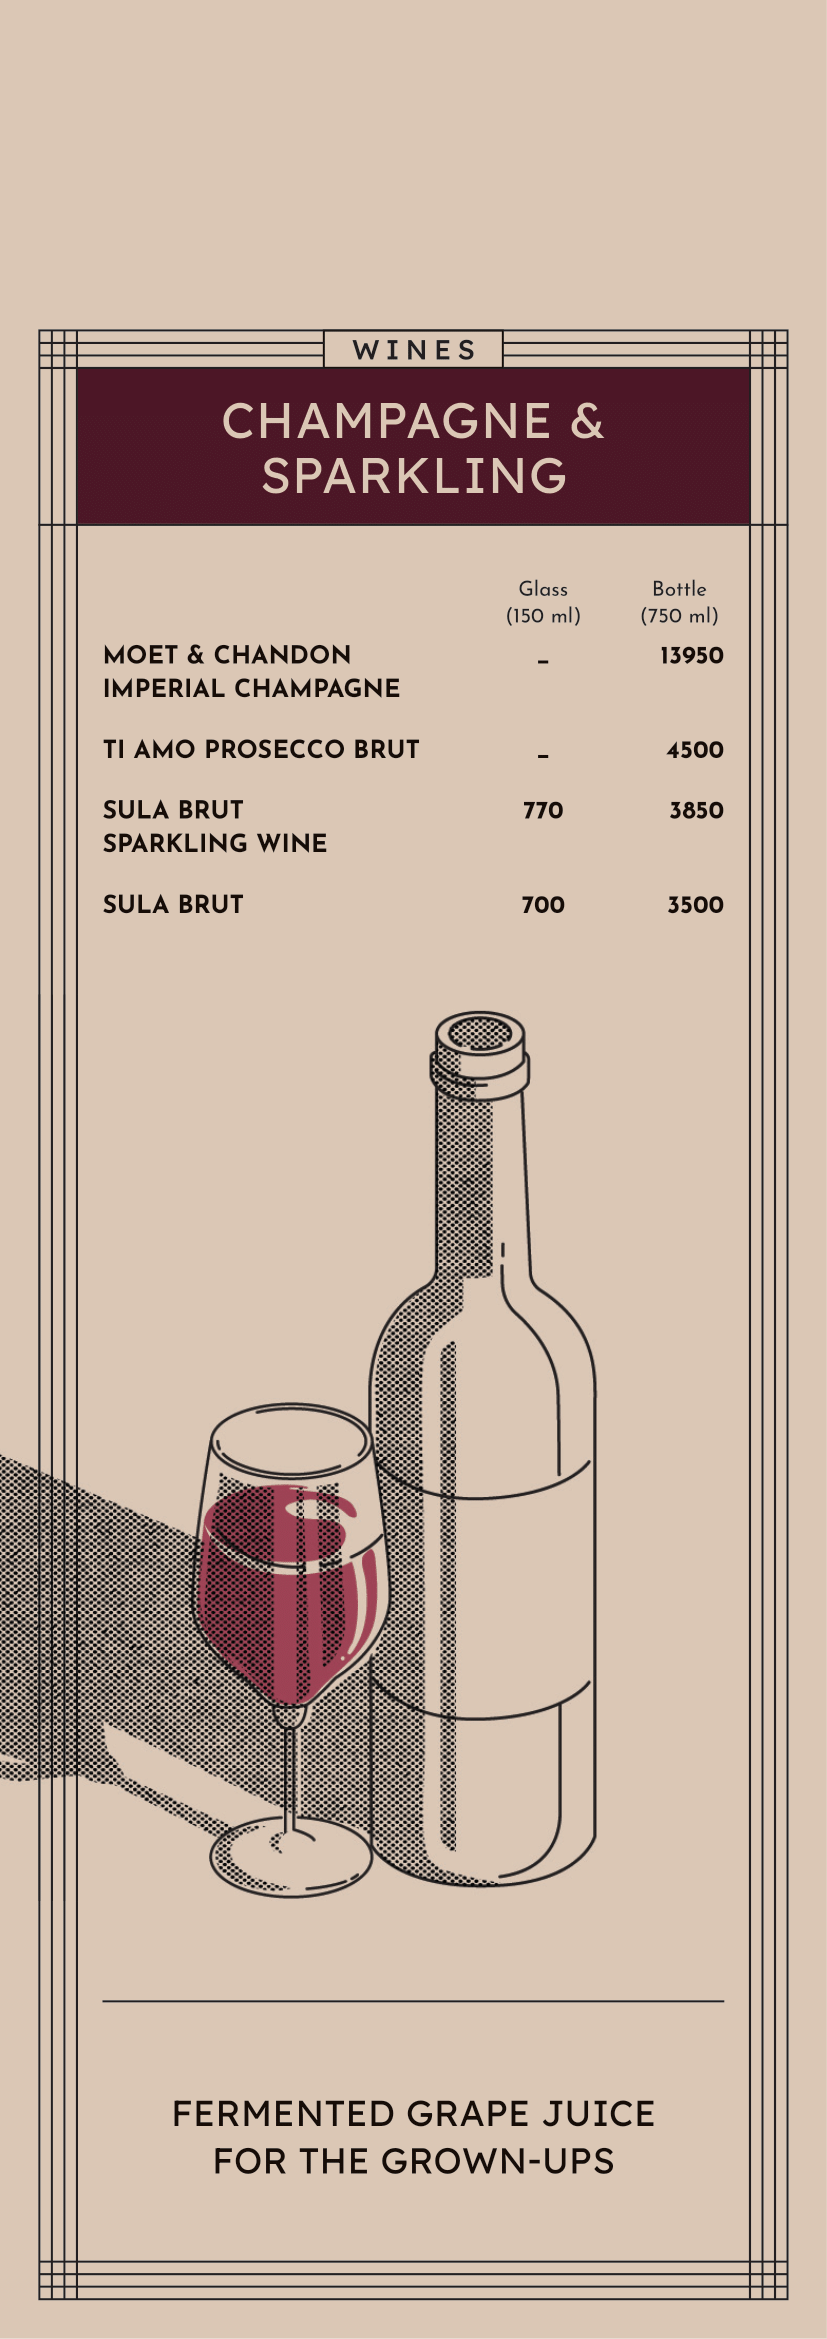 WINES
CHAMPAGNE &
SPARKLING
Glass Bottle
(150 ml) (750 ml)
MOET & CHANDON – 13950
IMPERIAL CHAMPAGNE
TI AMO PROSECCO BRUT – 4500
SULA BRUT 770 3850
SPARKLING WINE
SULA BRUT 700 3500
FERMENTED GRAPE JUICE
FOR THE GROWN-UPS